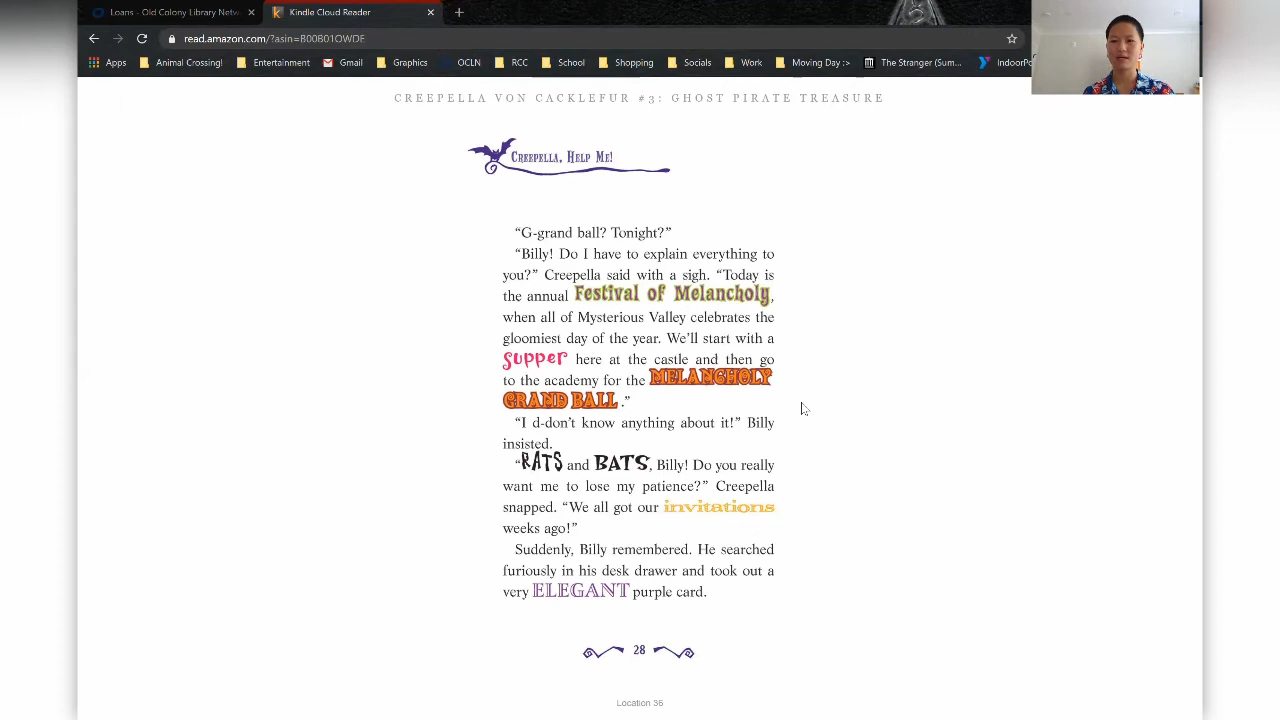 Loans - Old Colony Library Netw
Kindle Cloud Reader
read.amazon.com/?asin=B00B01OWDE
Apps
Animal Crossing!
Entertainment
Gmail
Graphics
OCLN
RCC
School
Shopping
Socials
Work
Moving Day :>
The Stranger (Sum...
IndoorP
CREEPELLA VON CACKLEFUR #3: GHOST PIRATE TREASURE
Creepella, Help Me!
“G-grand ball? Tonight?”
“Billy! Do I have to explain everything to
you?” Creepella said with a sigh. “Today is
the annual Festival of Melancholy,
when all of Mysterious Valley celebrates the
gloomiest day of the year. We’ll start with a
supper here at the castle and then go
to the academy for the MELANCHOLY
GRAND BALL.”
“I d-don’t know anything about it!” Billy
insisted.
“RATS and BATS, Billy! Do you really
want me to lose my patience?” Creepella
snapped. “We all got our invitations
weeks ago!”
Suddenly, Billy remembered. He searched
furiously in his desk drawer and took out a
very ELEGANT purple card.
28
Location 36